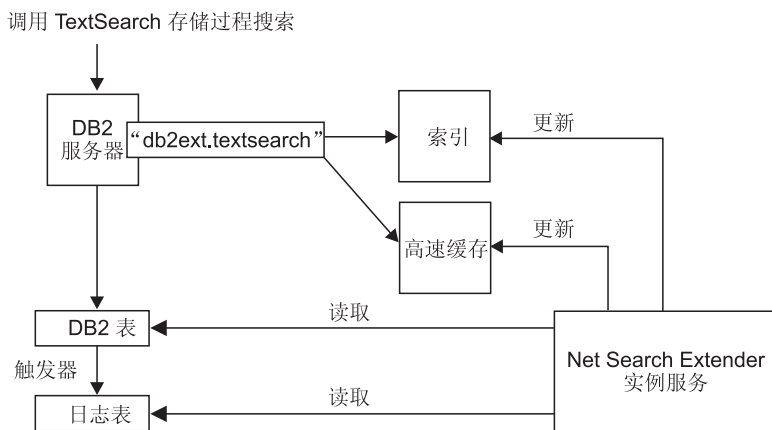 调用 TextSearch 存储过程搜索
DB2
服务器
“db2ext.textsearch”
索引
更新
高速缓存
更新
DB2 表
读取
触发器
Net Search Extender
实例服务
日志表
读取